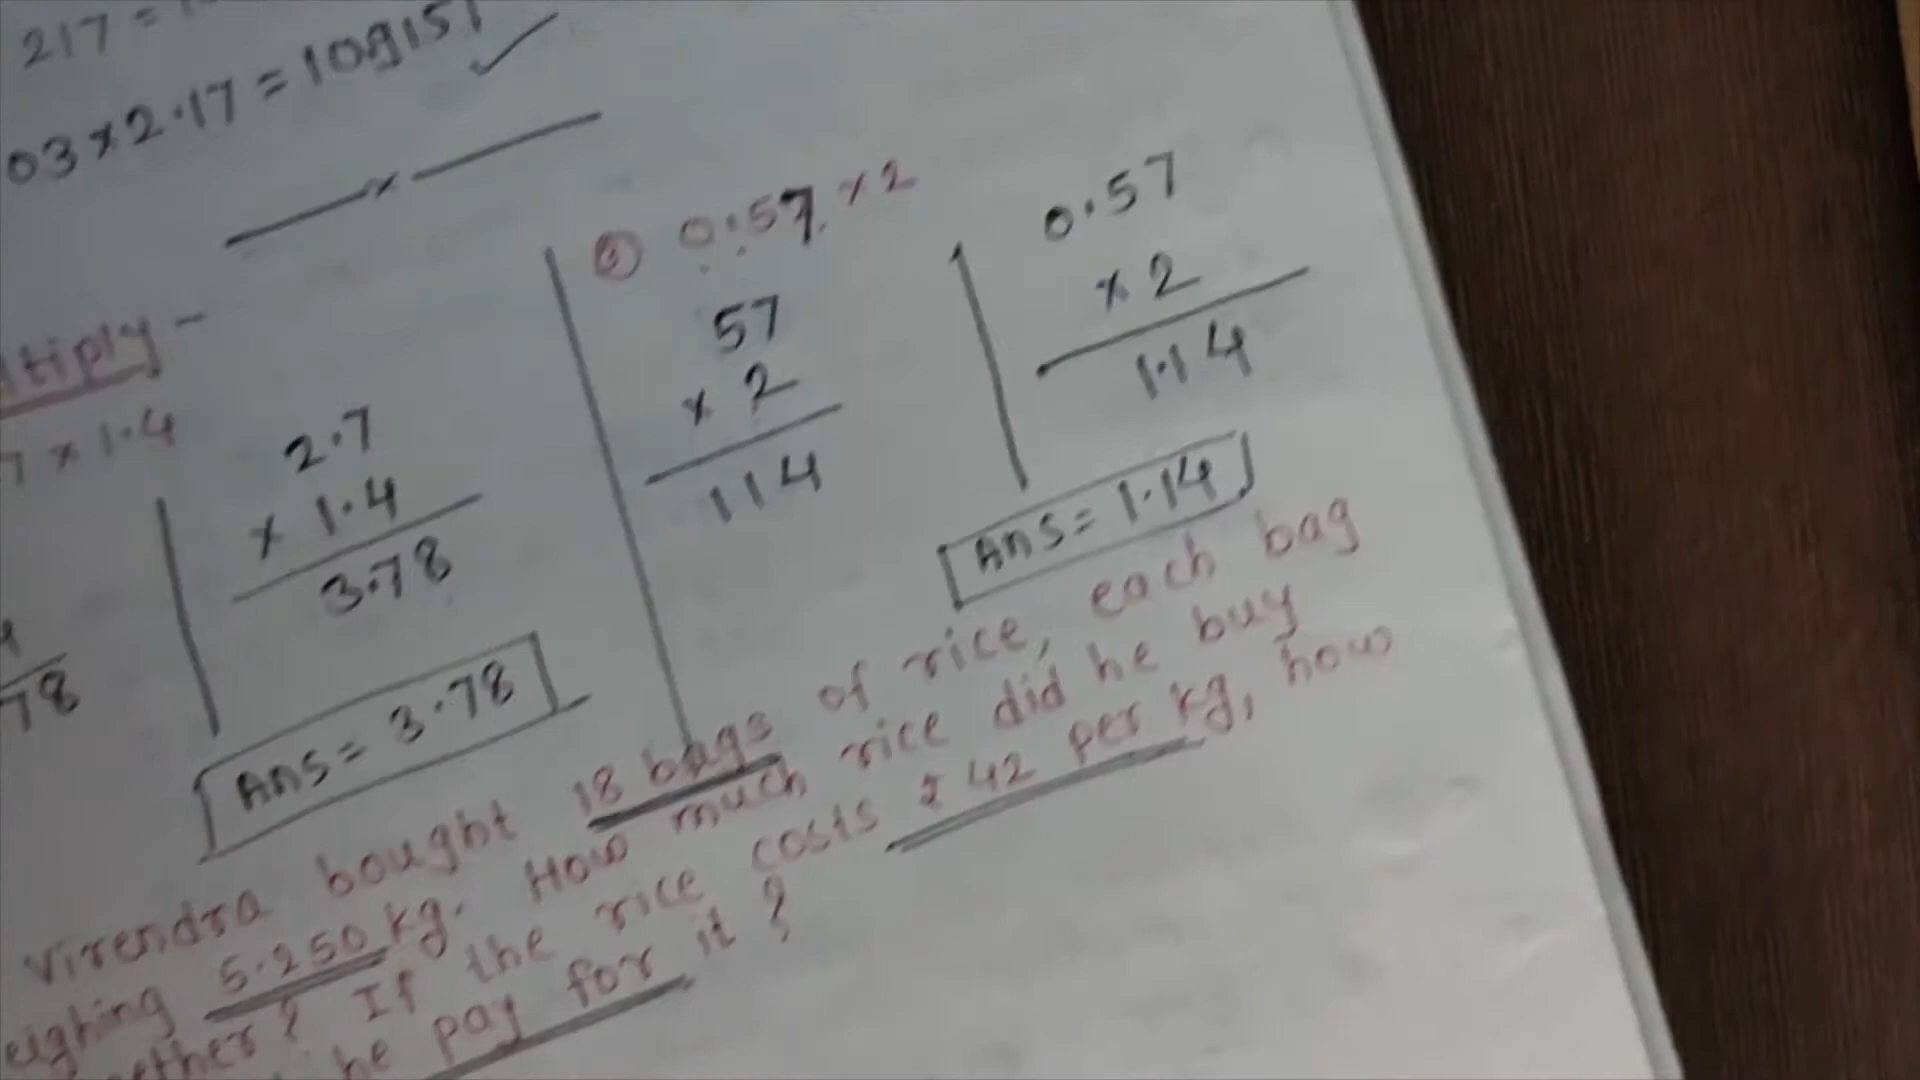 217 =
03 x 2.17 = 109151
x
ltiply -
7 x 1.4
2.7
x 1.4
3.78
78
Ans = 3.78
0.57 x 2
57
x 2
114
0.57
x 2
1.14
Ans = 1.14
Virendra bought 18 bags of rice, each bag
eighing 5.250 kg. How much rice did he buy
ether? If the rice costs ₹ 42 per kg, how
he pay for it?